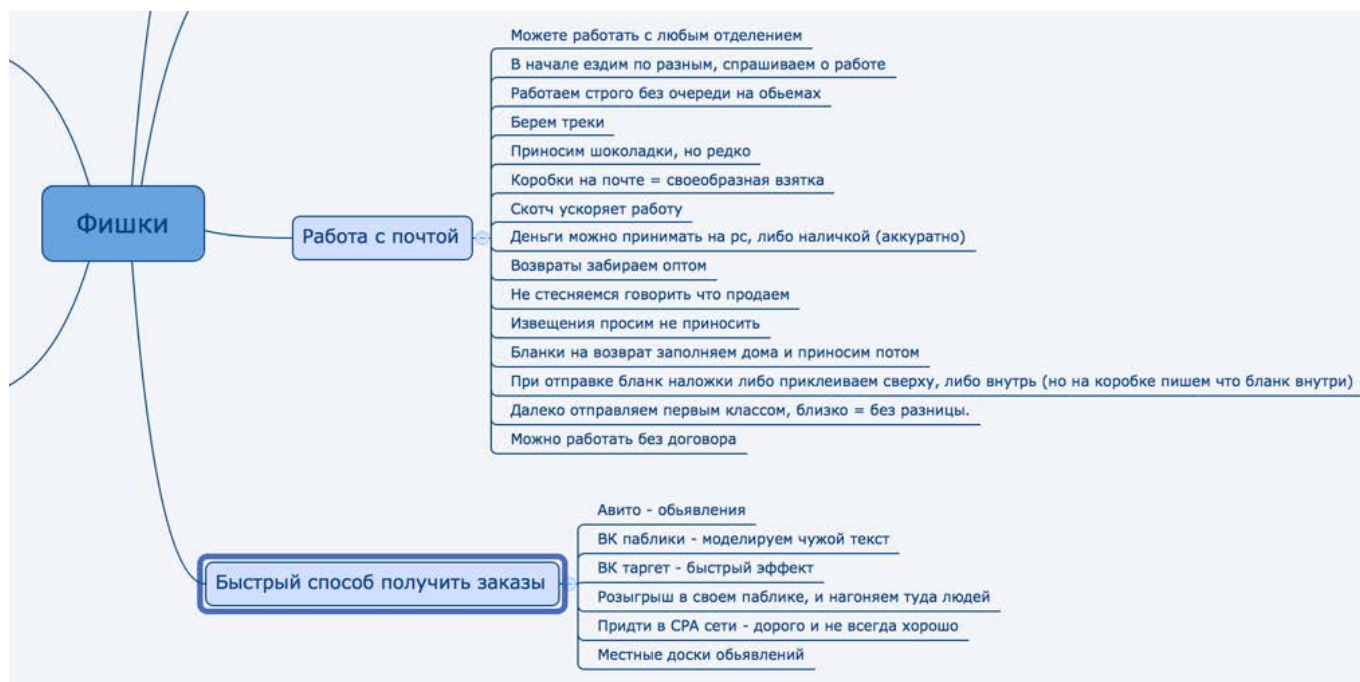 Фишки
Работа с почтой
Можете работать с любым отделением
В начале ездим по разным, спрашиваем о работе
Работаем строго без очереди на обьемах
Берем треки
Приносим шоколадки, но редко
Коробки на почте = своеобразная взятка
Скотч ускоряет работу
Деньги можно принимать на рс, либо наличкой (аккуратно)
Возвраты забираем оптом
Не стесняемся говорить что продаем
Извещения просим не приносить
Бланки на возврат заполняем дома и приносим потом
При отправке бланк наложки либо приклеиваем сверху, либо внутрь (но на коробке пишем что бланк внутри)
Далеко отправляем первым классом, близко = без разницы.
Можно работать без договора
Быстрый способ получить заказы
Авито - обьявления
ВК паблики - моделируем чужой текст
ВК таргет - быстрый эффект
Розыгрыш в своем паблике, и нагоняем туда людей
Придти в CPA сети - дорого и не всегда хорошо
Местные доски обьявлений